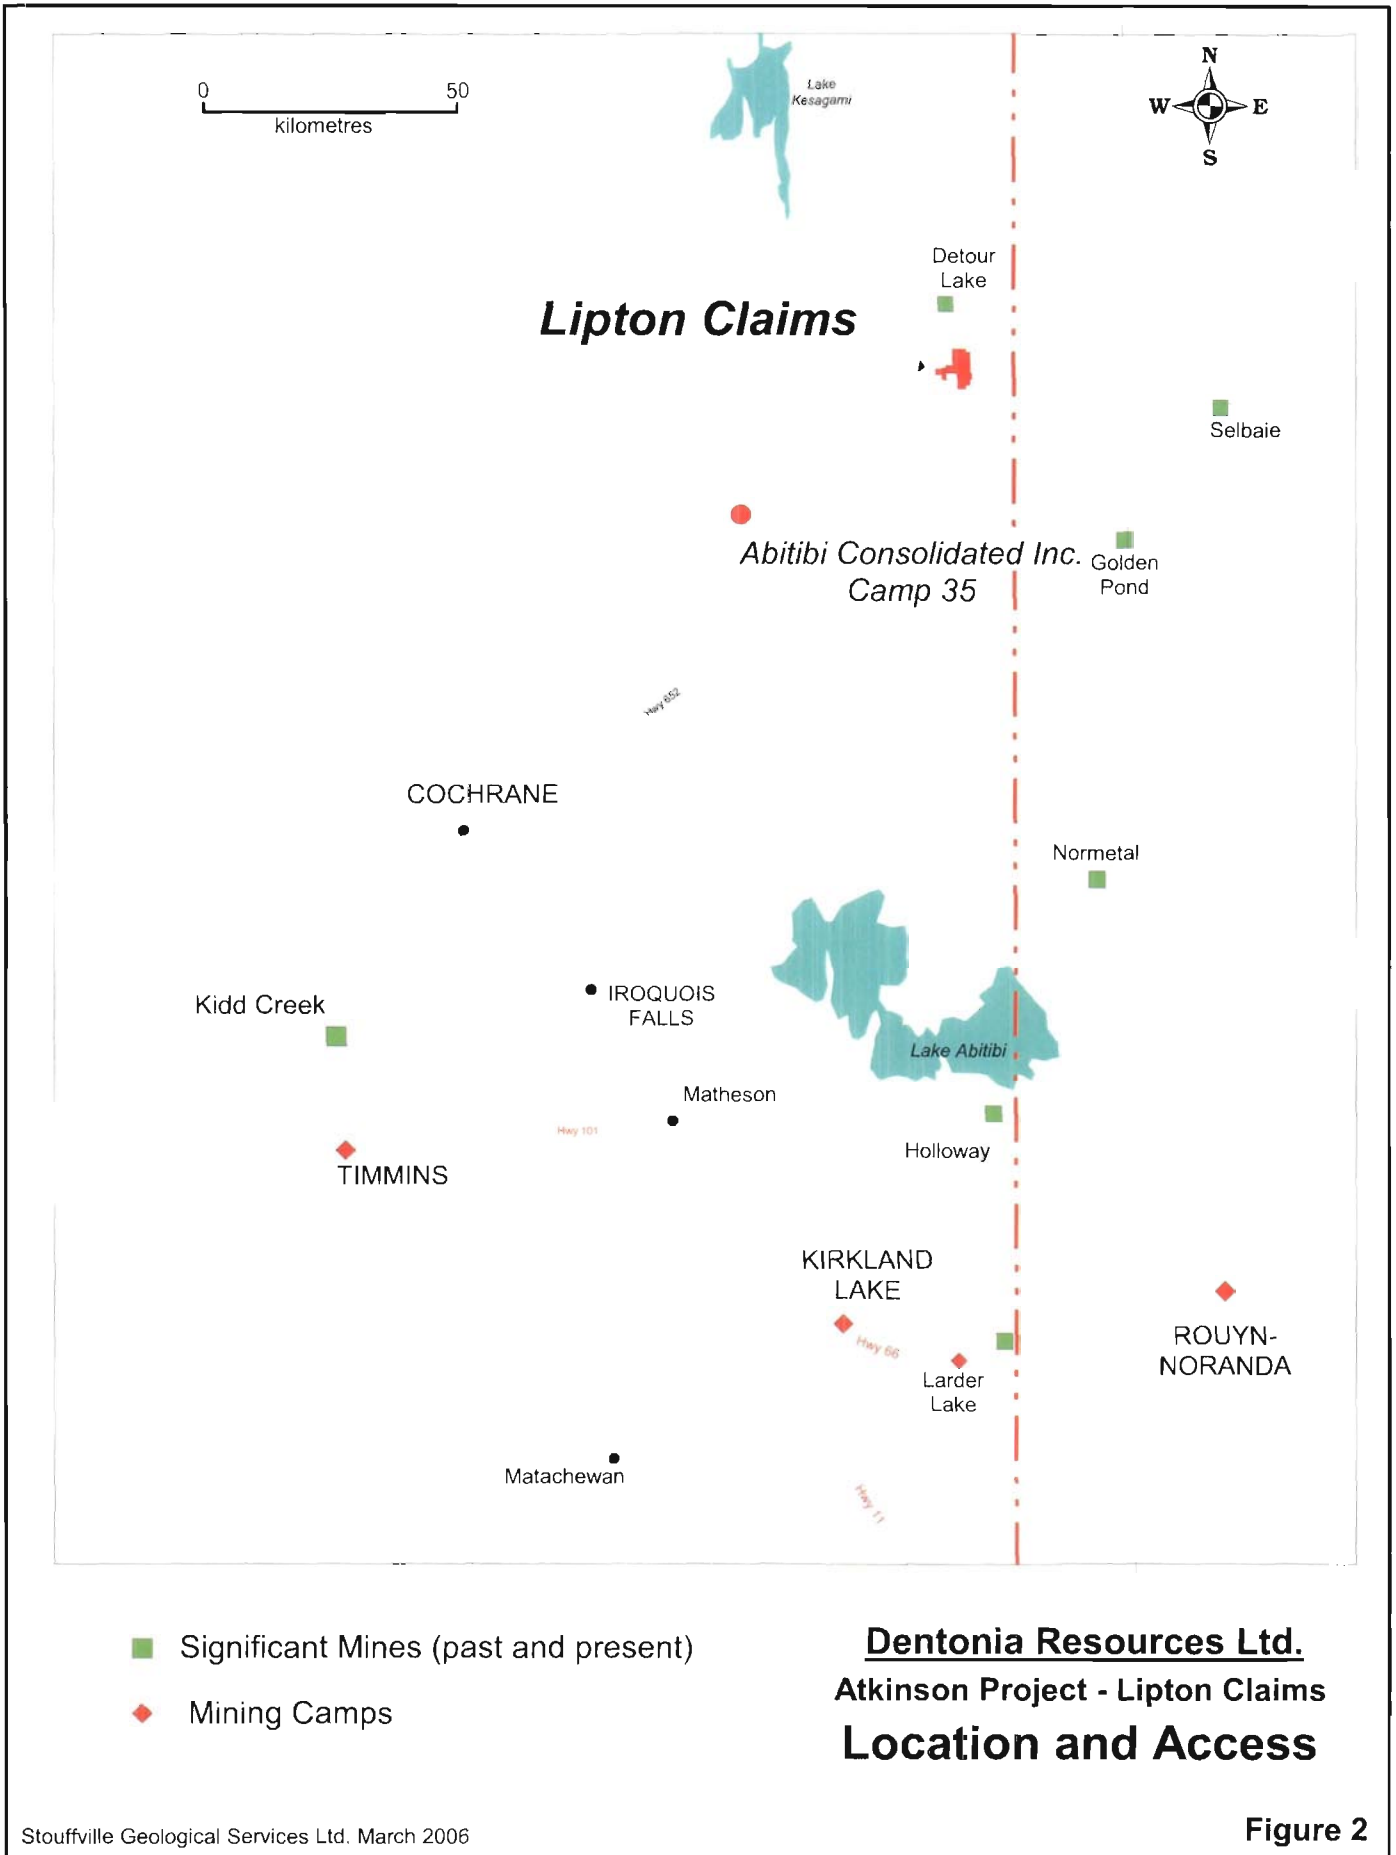 0 50
kilometres
Lake
Kesagami
N
W E
S
Detour
Lake
Lipton Claims
Selbaie
Abitibi Consolidated Inc.
Camp 35
Golden
Pond
Hwy 652
COCHRANE
Normetal
Kidd Creek
IROQUOIS
FALLS
Lake Abitibi
Matheson
Hwy 101
Holloway
TIMMINS
KIRKLAND
LAKE
Hwy 66
ROUYN-
NORANDA
Larder
Lake
Matachewan
Hwy 11
Significant Mines (past and present)
Mining Camps
Dentonia Resources Ltd.
Atkinson Project - Lipton Claims
Location and Access
Stouffville Geological Services Ltd. March 2006
Figure 2